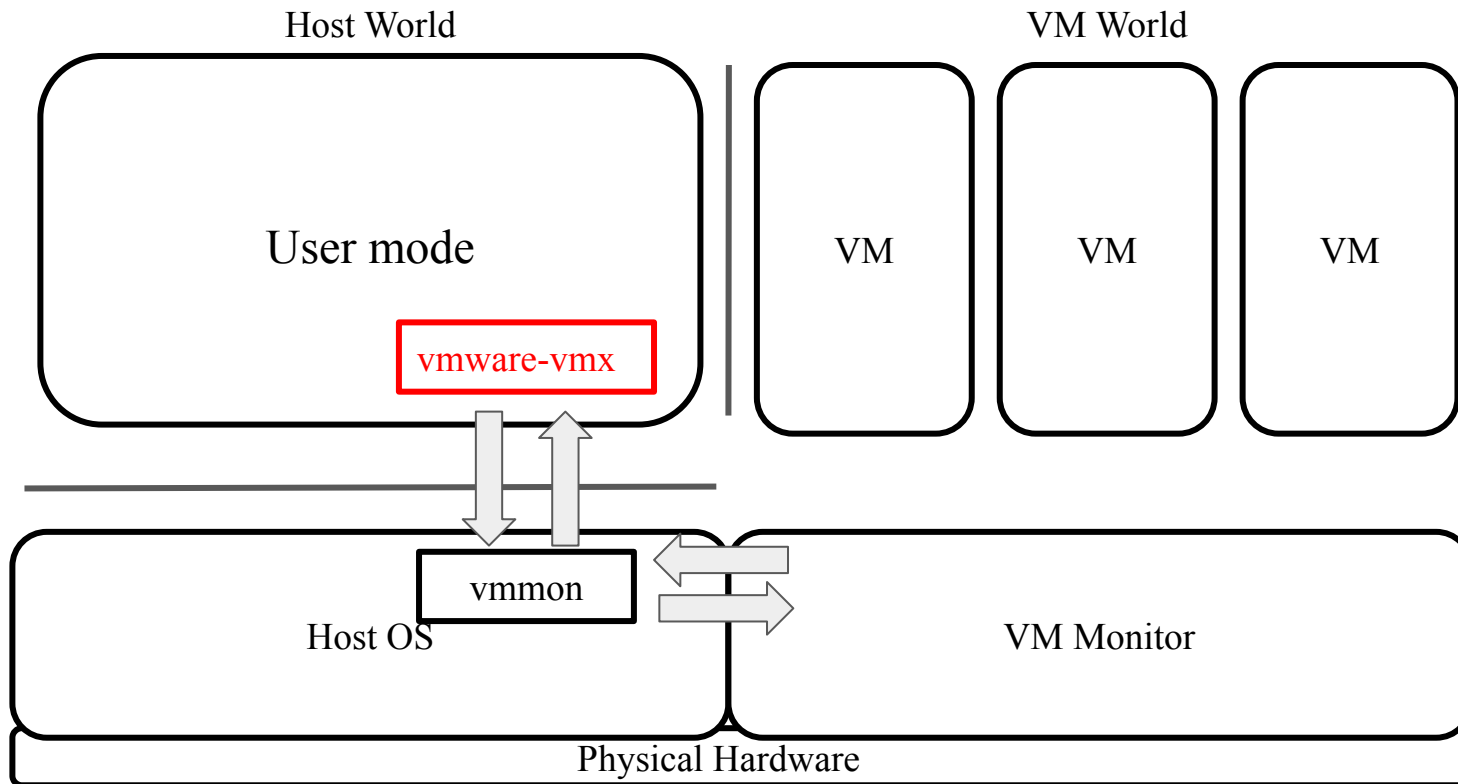 Host World
VM World
User mode
VM
VM
VM
vmware-vmx
vmmon
Host OS
VM Monitor
Physical Hardware